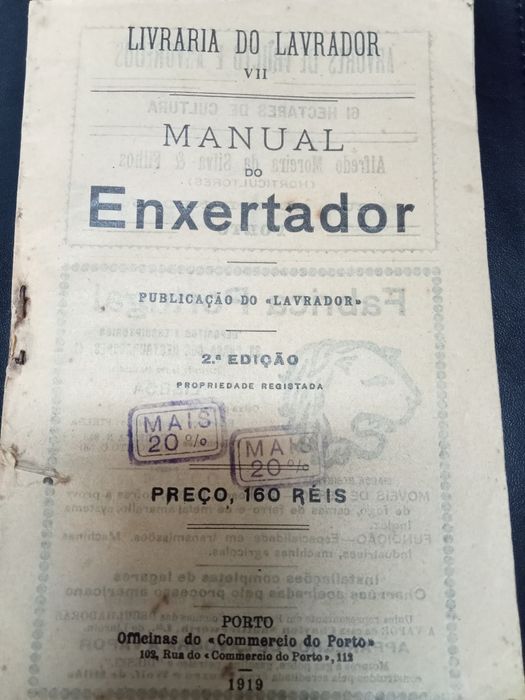 LIVRARIA DO LAVRADOR
VII
MANUAL
DO
Enxertador
PUBLICAÇÃO DO «LAVRADOR»
2.ª EDIÇÃO
PROPRIEDADE REGISTADA
MAIS
20%
MAIS
20%
PREÇO, 160 RÉIS
PORTO
Officinas do «Commercio do Porto»
102, Rua do «Commercio do Porto», 112
1919